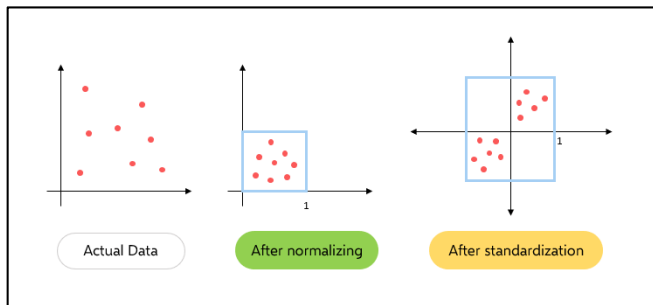 1
1
Actual Data
After normalizing
After standardization